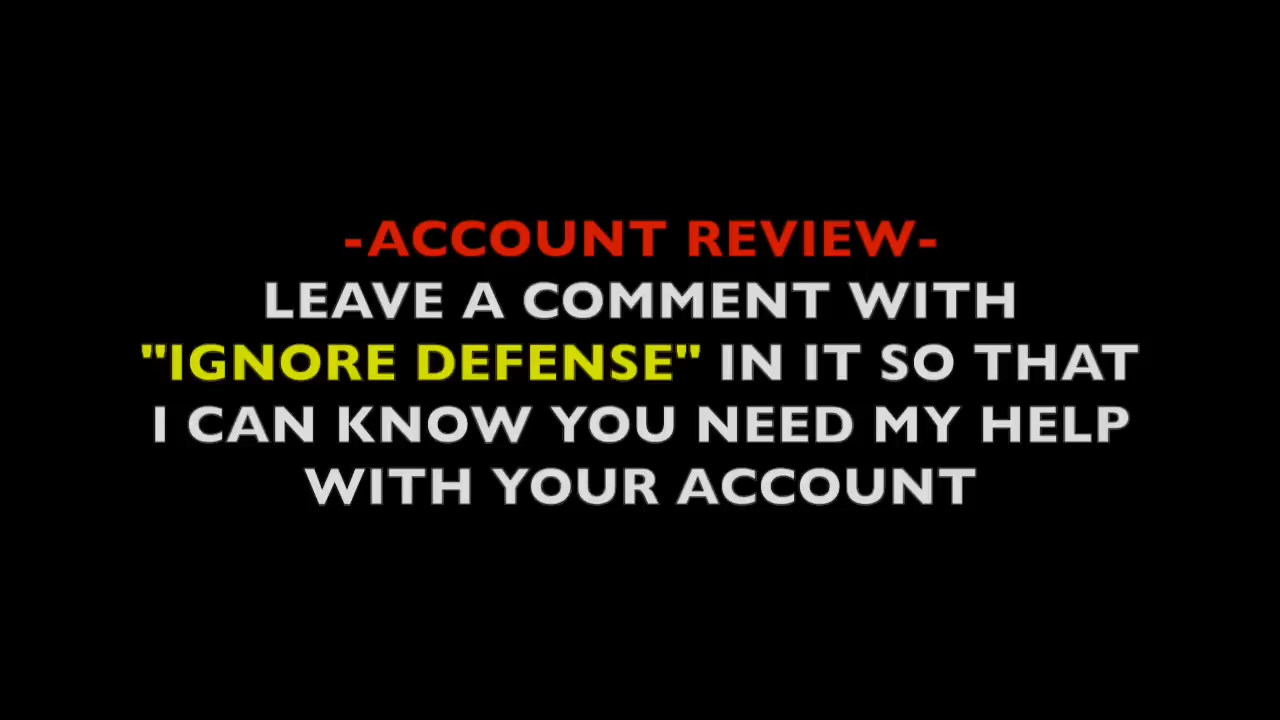 -ACCOUNT REVIEW-
LEAVE A COMMENT WITH
"IGNORE DEFENSE" IN IT SO THAT
I CAN KNOW YOU NEED MY HELP
WITH YOUR ACCOUNT